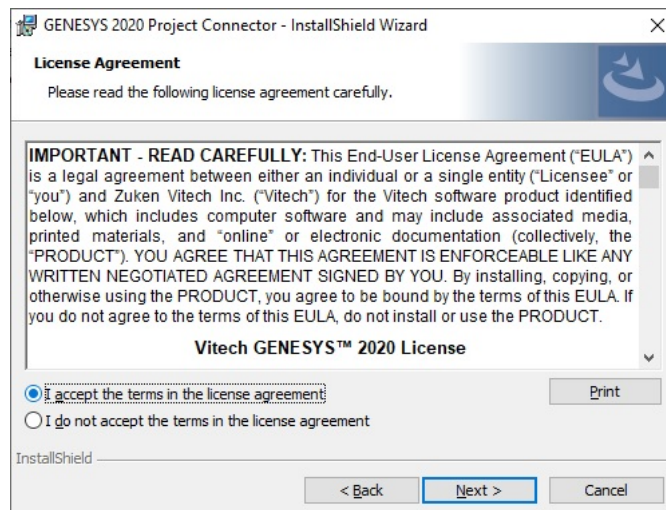 GENESYS 2020 Project Connector - InstallShield Wizard
License Agreement
Please read the following license agreement carefully.
IMPORTANT - READ CAREFULLY: This End-User License Agreement (“EULA”)
is a legal agreement between either an individual or a single entity (“Licensee” or
“you”) and Zuken Vitech Inc. (“Vitech”) for the Vitech software product identified
below, which includes computer software and may include associated media,
printed materials, and “online” or electronic documentation (collectively, the
“PRODUCT”). YOU AGREE THAT THIS AGREEMENT IS ENFORCEABLE LIKE ANY
WRITTEN NEGOTIATED AGREEMENT SIGNED BY YOU. By installing, copying, or
otherwise using the PRODUCT, you agree to be bound by the terms of this EULA. If
you do not agree to the terms of this EULA, do not install or use the PRODUCT.
Vitech GENESYS™ 2020 License
I accept the terms in the license agreement
Print
I do not accept the terms in the license agreement
InstallShield
< Back
Next >
Cancel